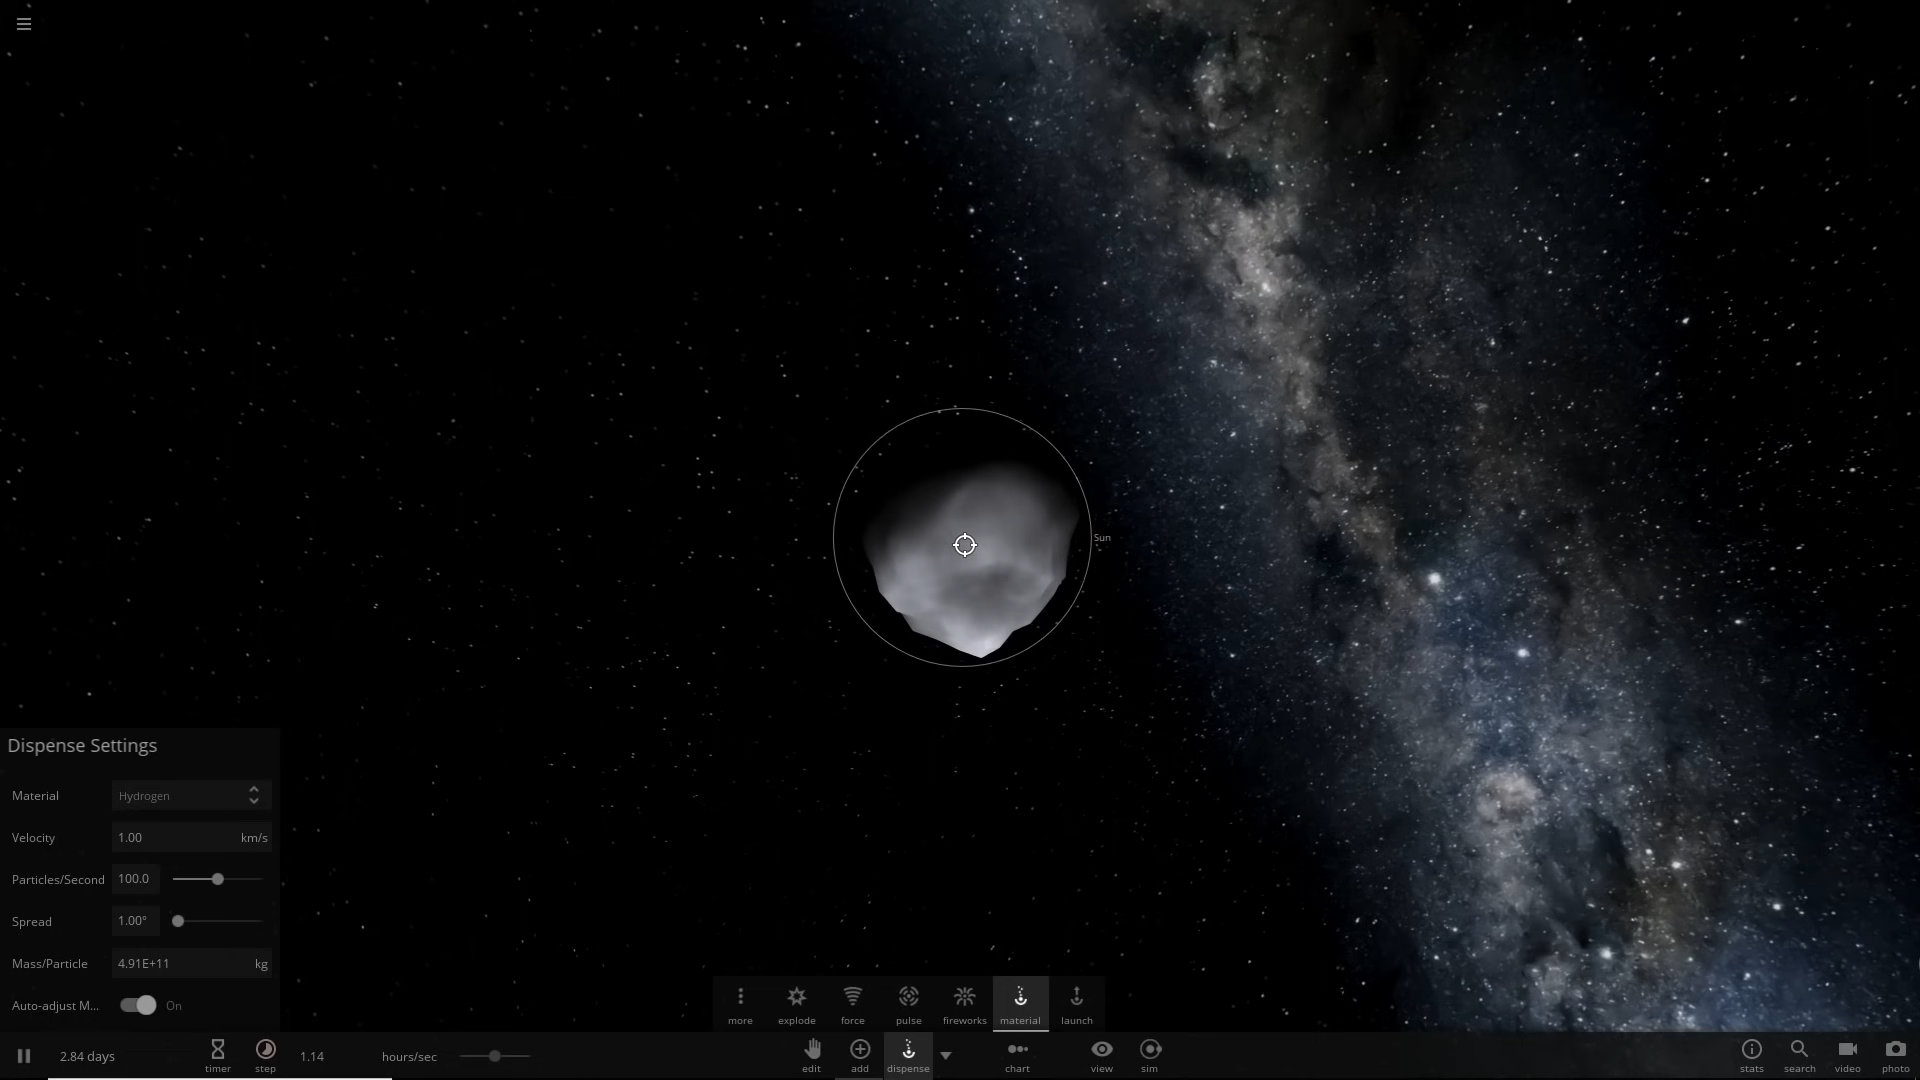 Sun
Dispense Settings
Material Hydrogen
Velocity 1.00 km/s
Particles/Second 100.0
Spread 1.00°
Mass/Particle 4.91E+11 kg
Auto-adjust M... On
more explode force pulse fireworks material launch
2.84 days timer step 1.14 hours/sec edit add dispense chart view sim stats search video photo